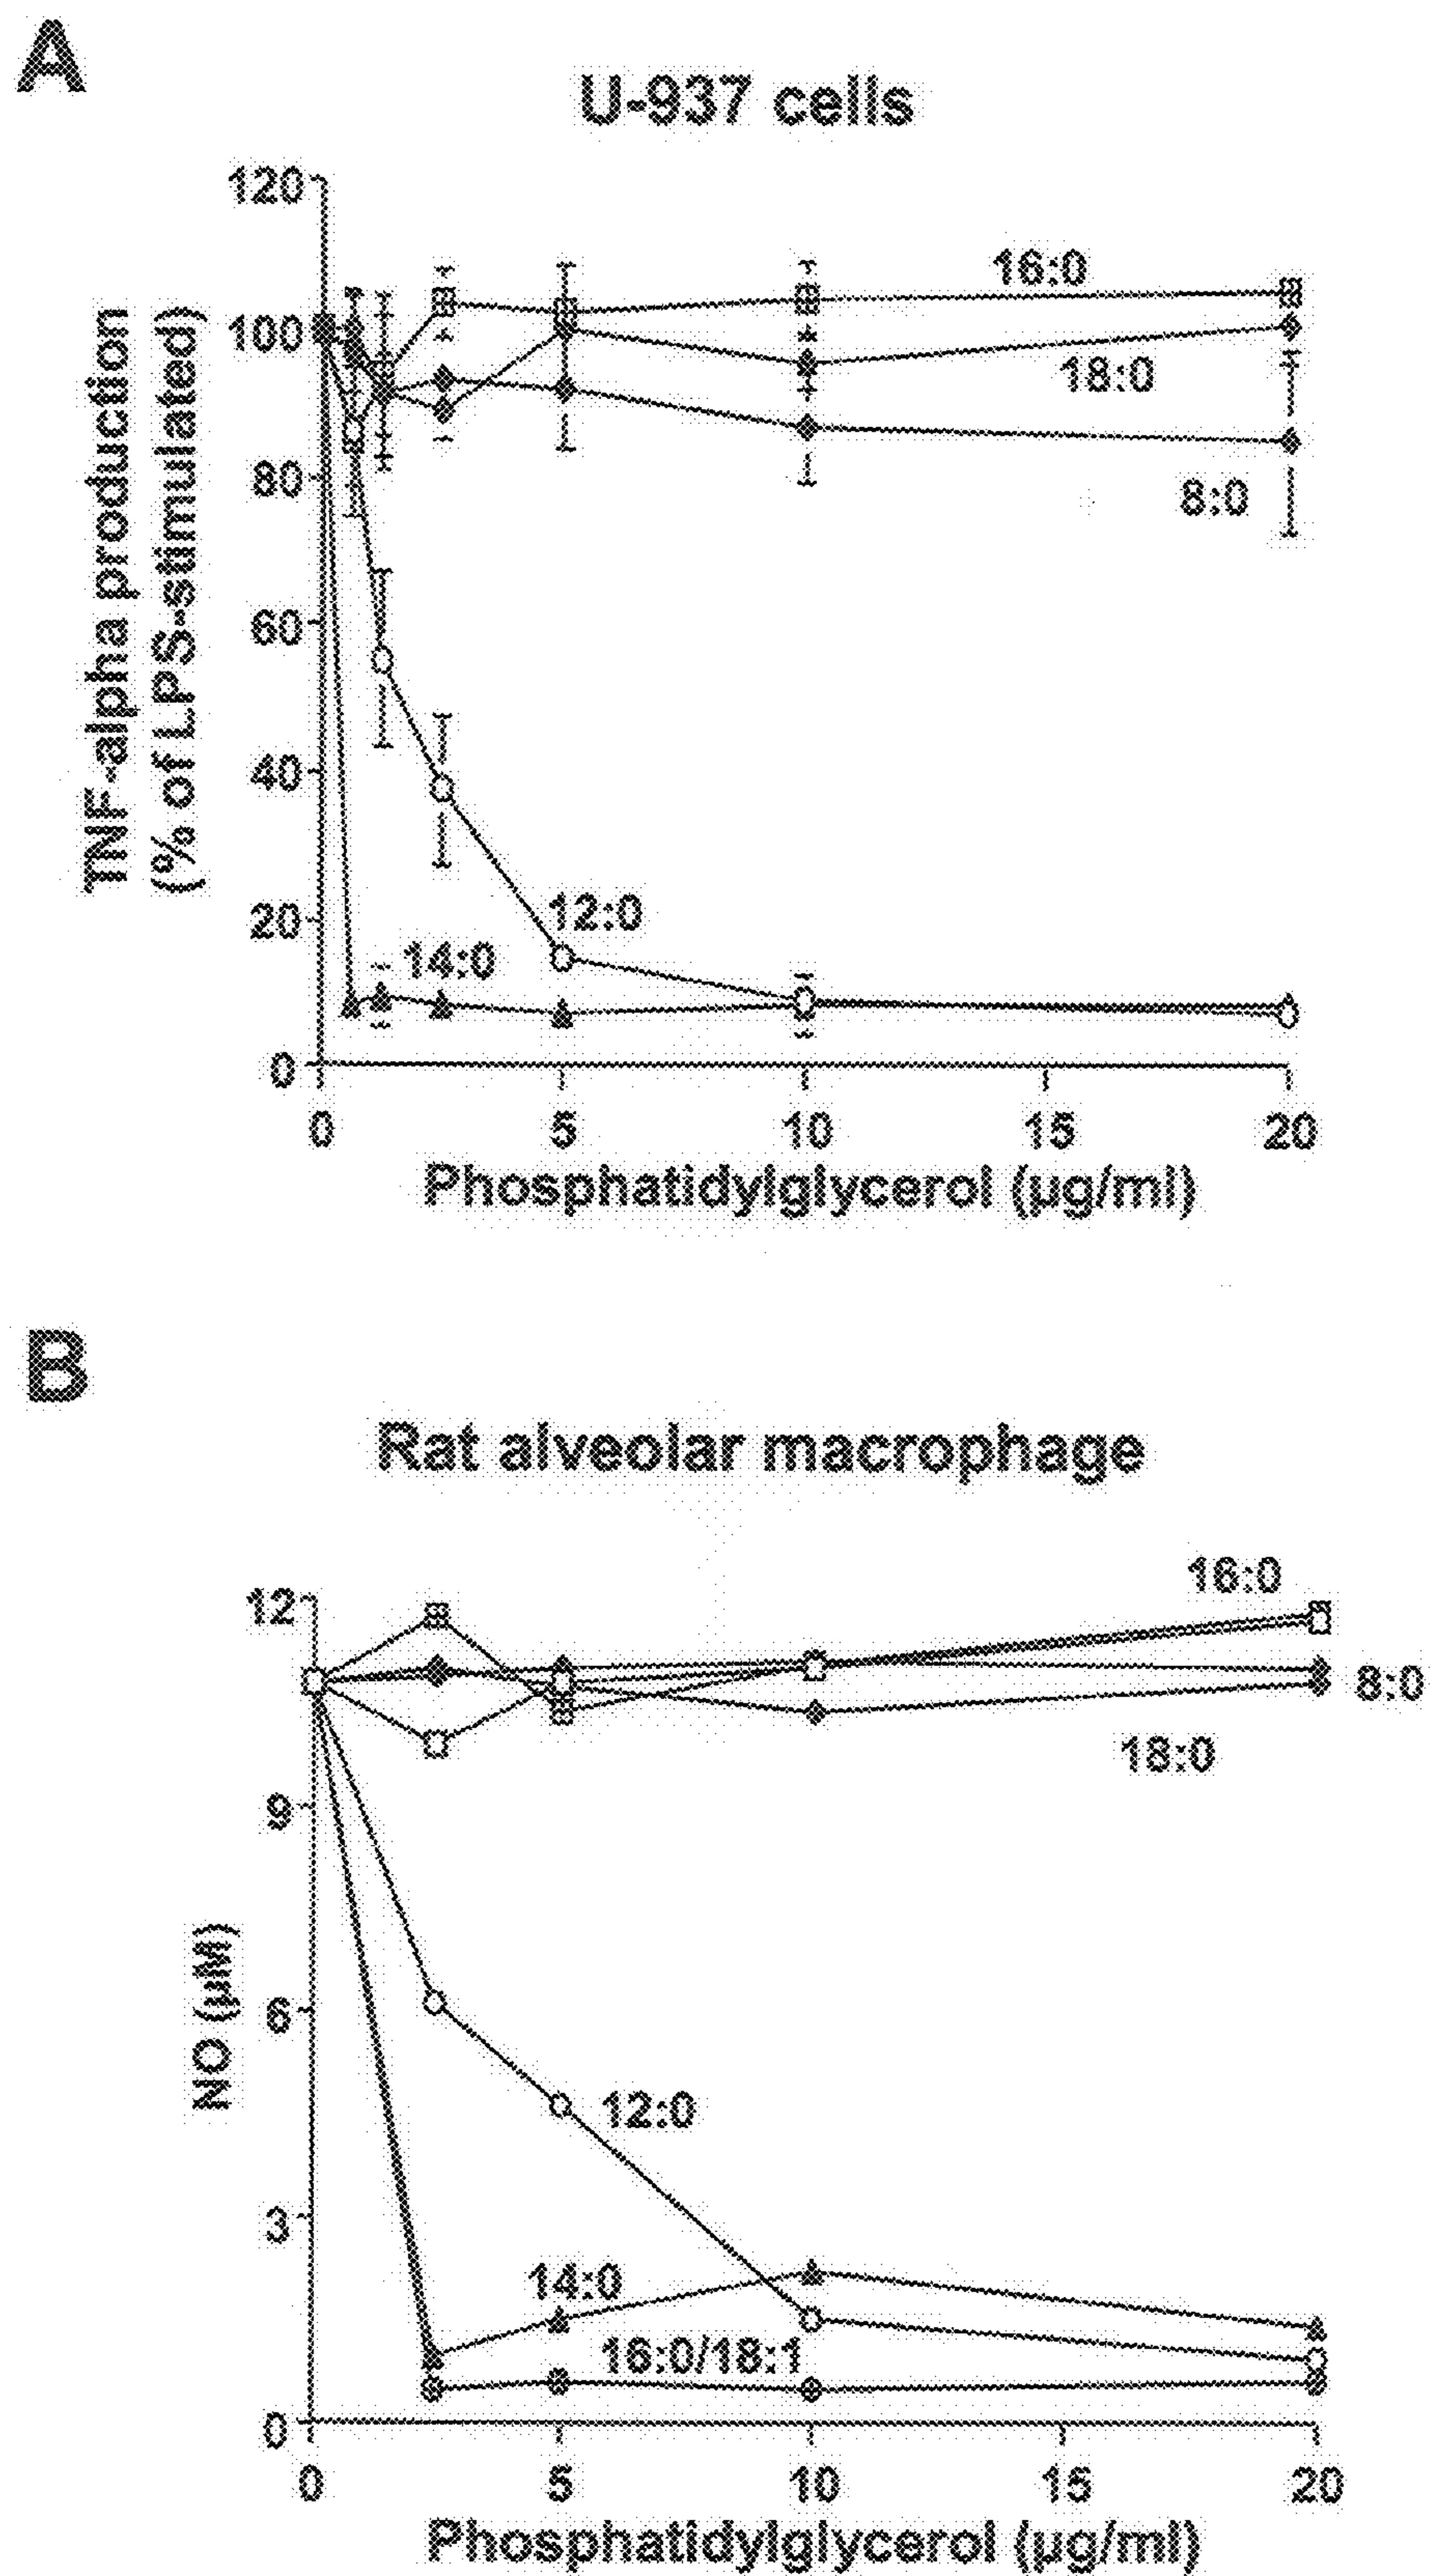 A
U-937 cells
120
100
80
60
40
20
0
TNF-alpha production
(% of LPS-stimulated)
16:0
18:0
8:0
12:0
14:0
0 5 10 15 20
Phosphatidylglycerol (µg/ml)
B
Rat alveolar macrophage
12
9
6
3
0
NO (µM)
16:0
8:0
18:0
12:0
14:0
16:0/18:1
0 5 10 15 20
Phosphatidylglycerol (µg/ml)